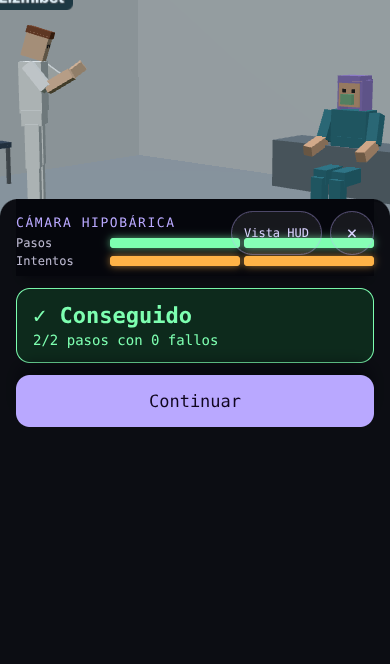 CÁMARA HIPOBÁRICA
Vista HUD
×
Pasos
Intentos
✓ Conseguido
2/2 pasos con 0 fallos
Continuar